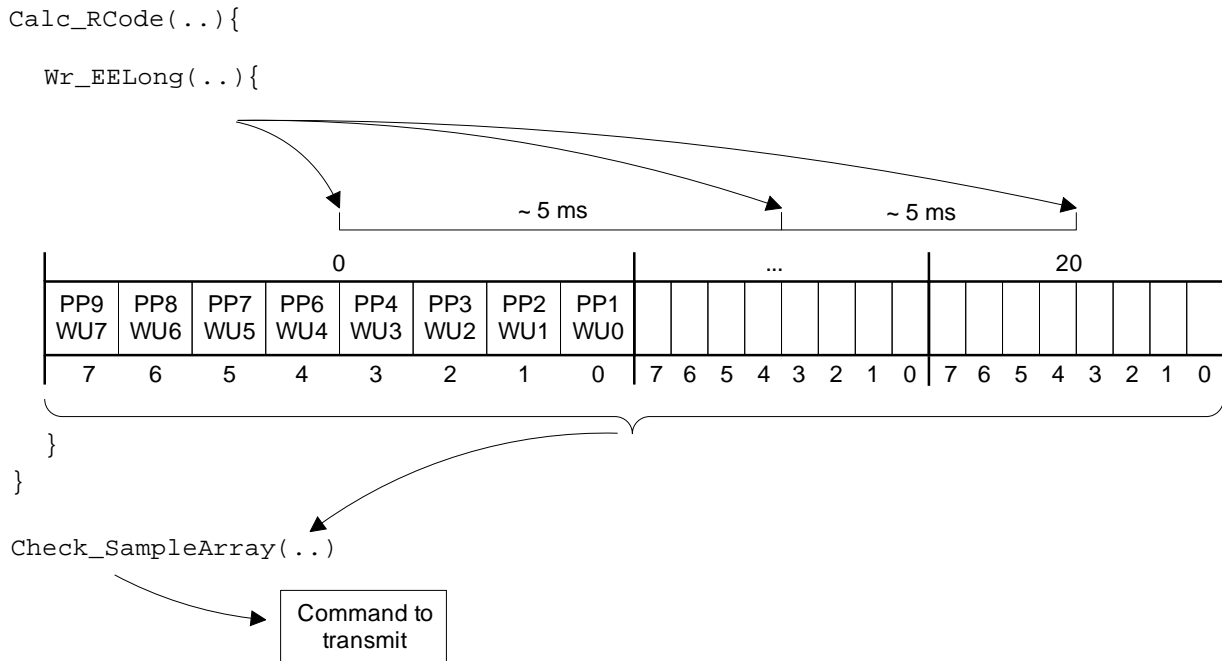 Calc_RCode(..){
Wr_EELong(..){
~ 5 ms ~ 5 ms
0 ... 20
PP9 PP8 PP7 PP6 PP4 PP3 PP2 PP1
WU7 WU6 WU5 WU4 WU3 WU2 WU1 WU0
7 6 5 4 3 2 1 0 7 6 5 4 3 2 1 0 7 6 5 4 3 2 1 0
}
}
Check_SampleArray(..)
Command to
transmit